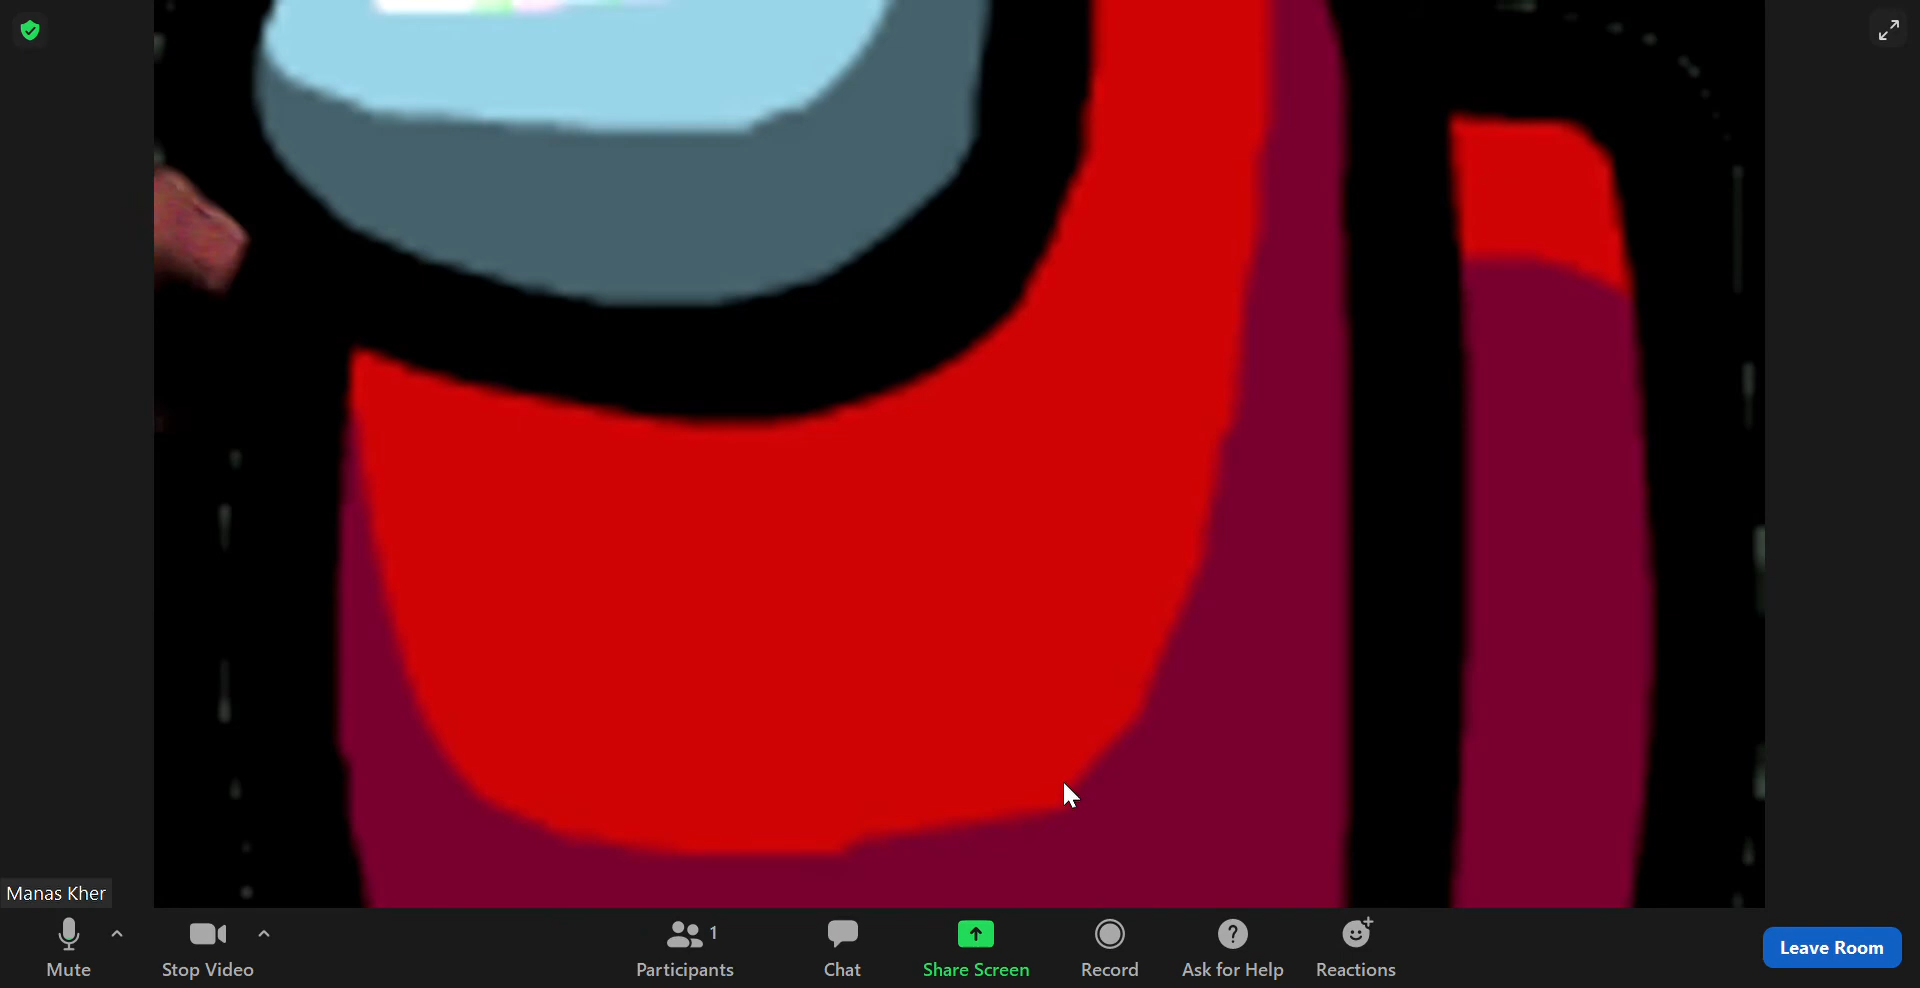 Manas Kher
Mute
Stop Video
1
Participants
Chat
Share Screen
Record
Ask for Help
Reactions
Leave Room